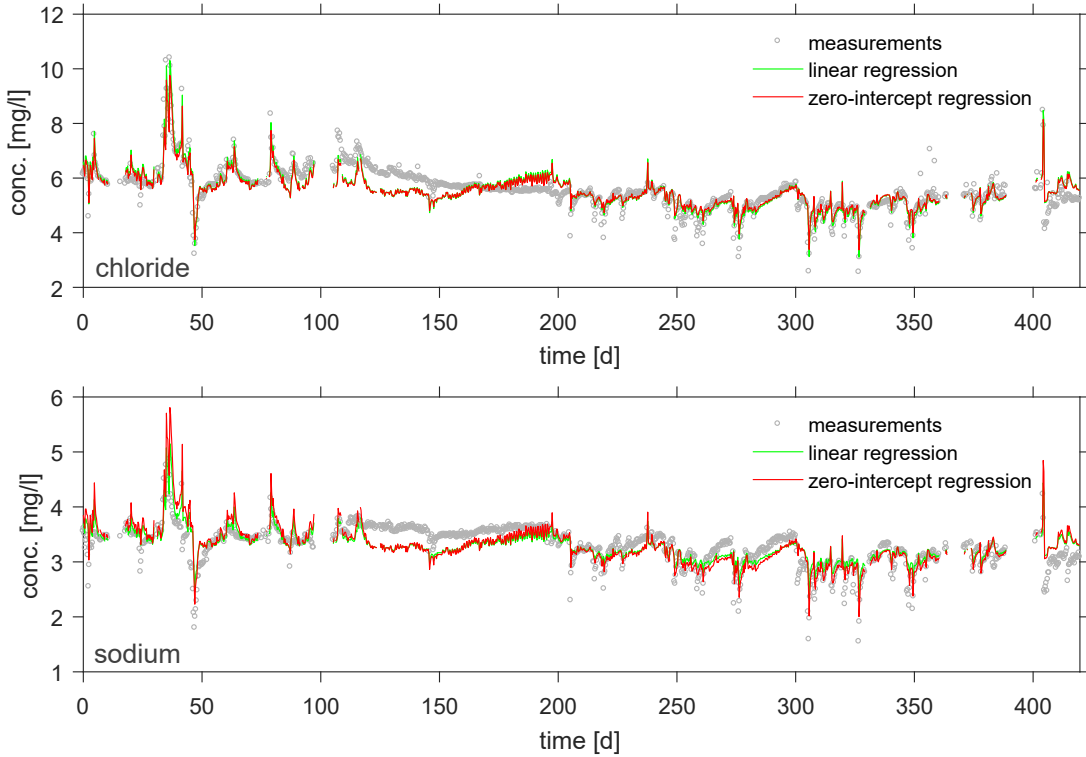 12
10
8
6
4
2
conc. [mg/l]
measurements
linear regression
zero-intercept regression
chloride
0 50 100 150 200 250 300 350 400
time [d]
6
5
4
3
2
1
conc. [mg/l]
measurements
linear regression
zero-intercept regression
sodium
0 50 100 150 200 250 300 350 400
time [d]